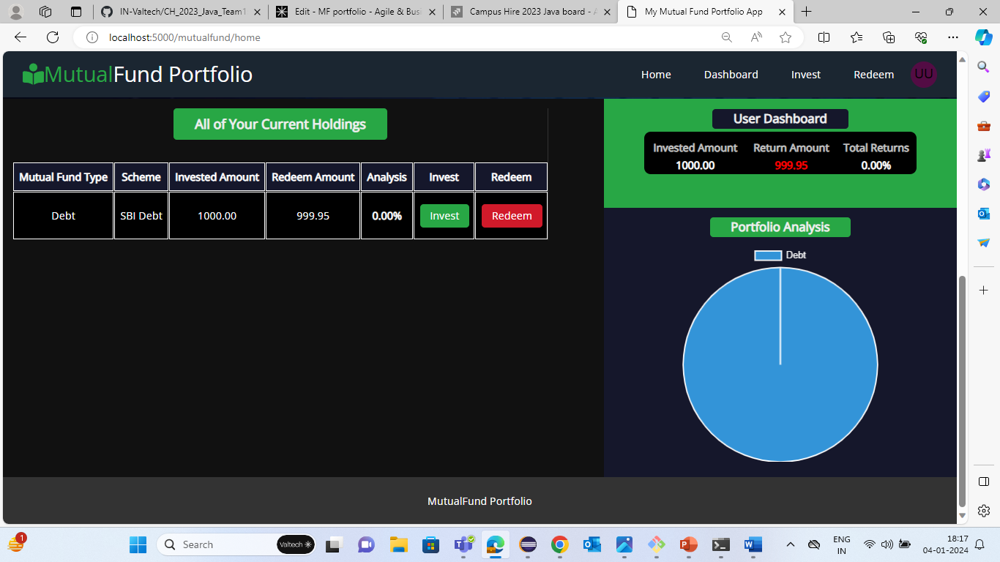 IN-Valtech/CH_2023_Java_Team1
Edit - MF portfolio - Agile & Bus
Campus Hire 2023 Java board - A
My Mutual Fund Portfolio App
localhost:5000/mutualfund/home
MutualFund Portfolio
Home
Dashboard
Invest
Redeem
UU
All of Your Current Holdings
Mutual Fund Type Scheme Invested Amount Redeem Amount Analysis Invest Redeem
Debt SBI Debt 1000.00 999.95 0.00% Invest Redeem
User Dashboard
Invested Amount Return Amount Total Returns
1000.00 999.95 0.00%
Portfolio Analysis
Debt
MutualFund Portfolio
1
Search
Valtech
ENG
IN
18:17
04-01-2024